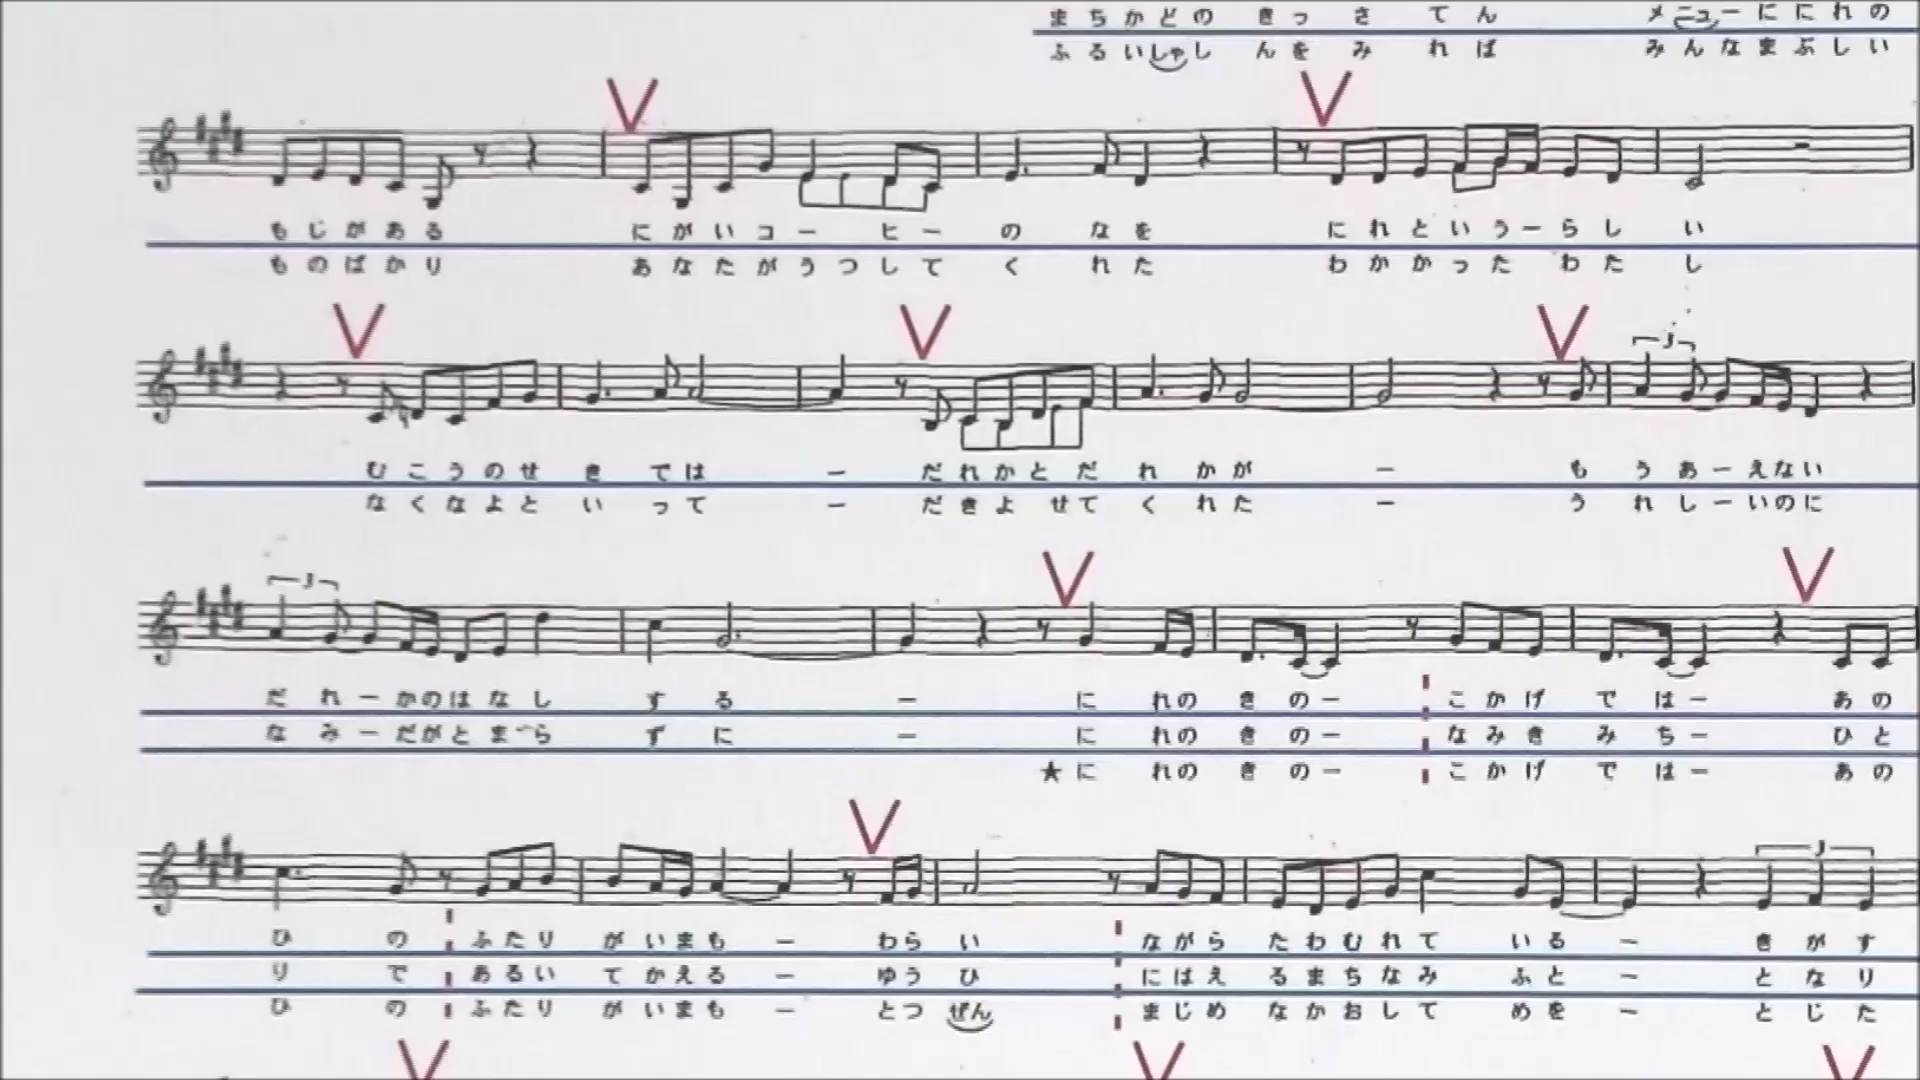 まちかどの きっ さ てん メニューににれの
ふるいしゃし んを み れ ば みんなまぶしい
もじがある にがいコー ヒー の なを にれというーらし い
ものばかり あなたがうつして く れた わかかった わた し
むこうのせ き では ー だれかとだ れ かが ー も うあーえない
なくなよと い って ー だきよせて く れた ー う れしーいのに
3
だ れーかのはなし す る ー に れの きのー こかげ では ー あの
な みーだがとまら ず に ー に れの きのー なみき みち ー ひと
★に れの きのー こかげ では ー あの
3
ひ の ふたり がいまも ー わら い ながら たわむれて いる ー きがす
り で あるい てかえる ー ゆう ひ にはえ るまちなみ ふと ー となり
ひ の ふたり がいまも ー とつ ぜん まじめ なかおして めを ー とじた